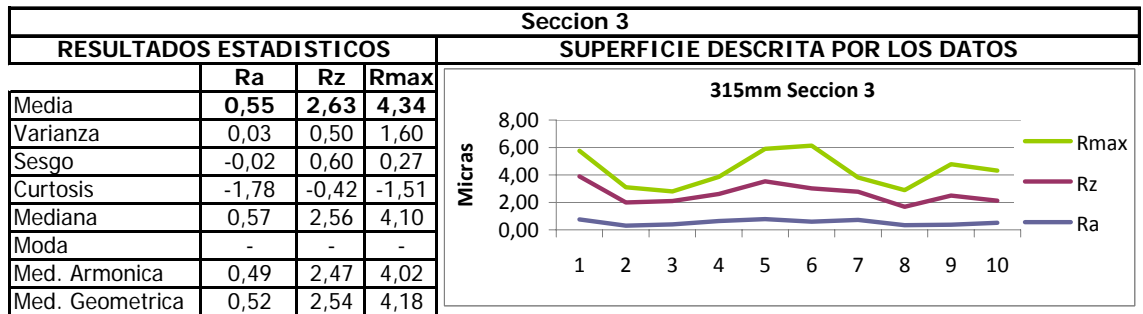 Seccion 3
RESULTADOS ESTADISTICOS
SUPERFICIE DESCRITA POR LOS DATOS
Ra Rz Rmax
Media 0,55 2,63 4,34
Varianza 0,03 0,50 1,60
Sesgo -0,02 0,60 0,27
Curtosis -1,78 -0,42 -1,51
Mediana 0,57 2,56 4,10
Moda - - -
Med. Armonica 0,49 2,47 4,02
Med. Geometrica 0,52 2,54 4,18
315mm Seccion 3
Micras
8,00
6,00
4,00
2,00
0,00
1 2 3 4 5 6 7 8 9 10
Rmax
Rz
Ra